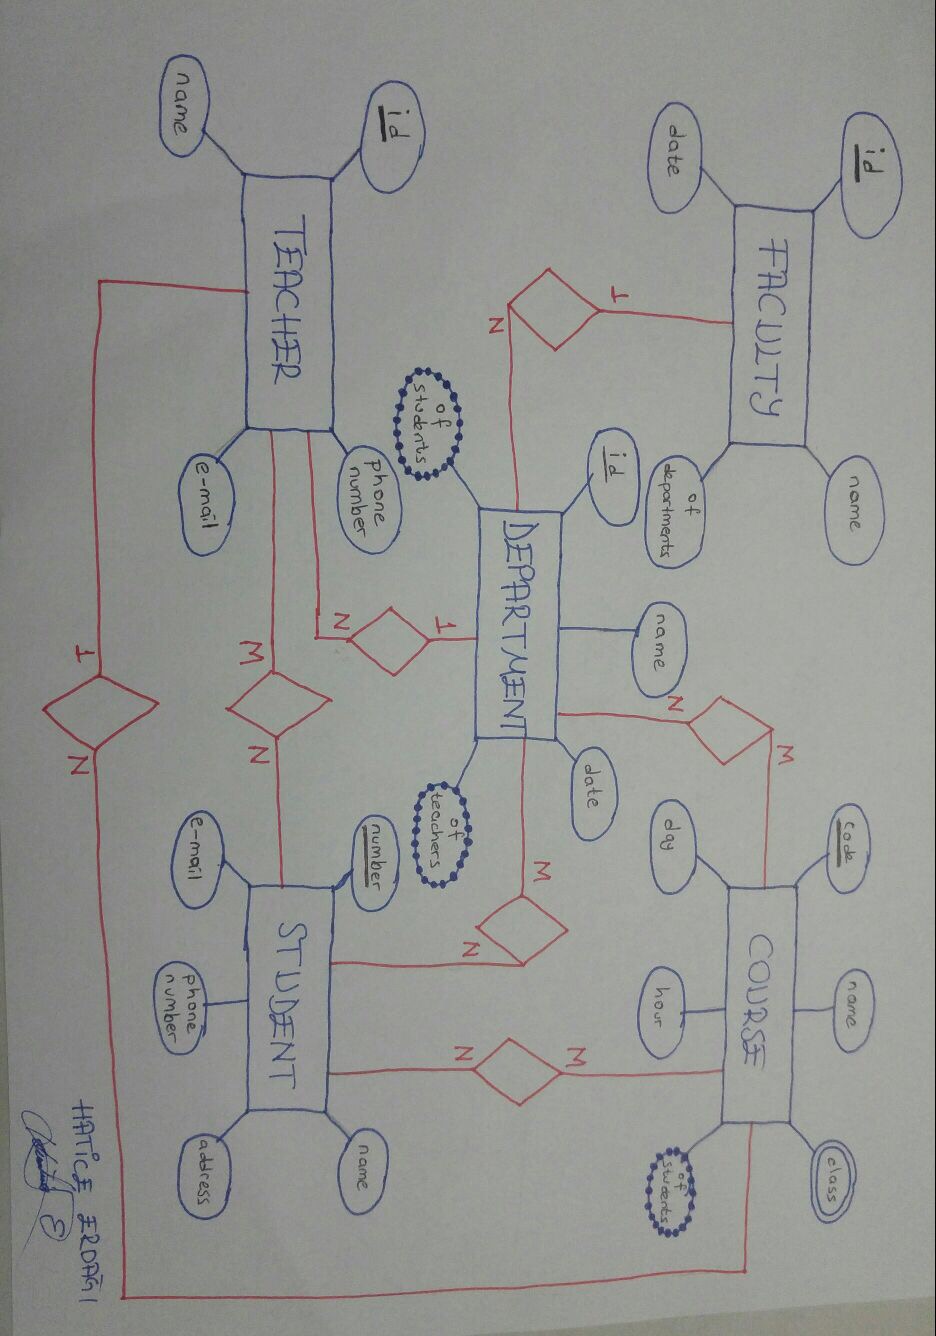 id
name
code
name
class
FACULTY
COURSE
M
date
of
departments
N
day
hour
of
students
name
1
id
date
M
M
DEPARTMENT
N
N
N
of
students
1
of
teachers
id
phone
number
N
number
name
TEACHER
STUDENT
M
N
name
e-mail
e-mail
phone
number
address
1
N
HATİCE ERDAĞI